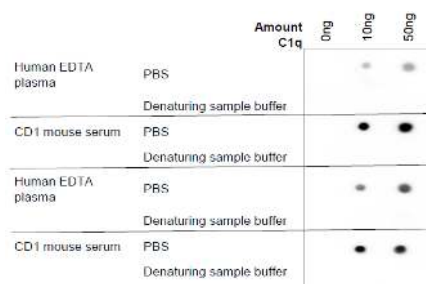 Amount
C1q
0ng
10ng
50ng
Human EDTA
plasma
PBS
Denaturing sample buffer
CD1 mouse serum
PBS
Denaturing sample buffer
Human EDTA
plasma
PBS
Denaturing sample buffer
CD1 mouse serum
PBS
Denaturing sample buffer